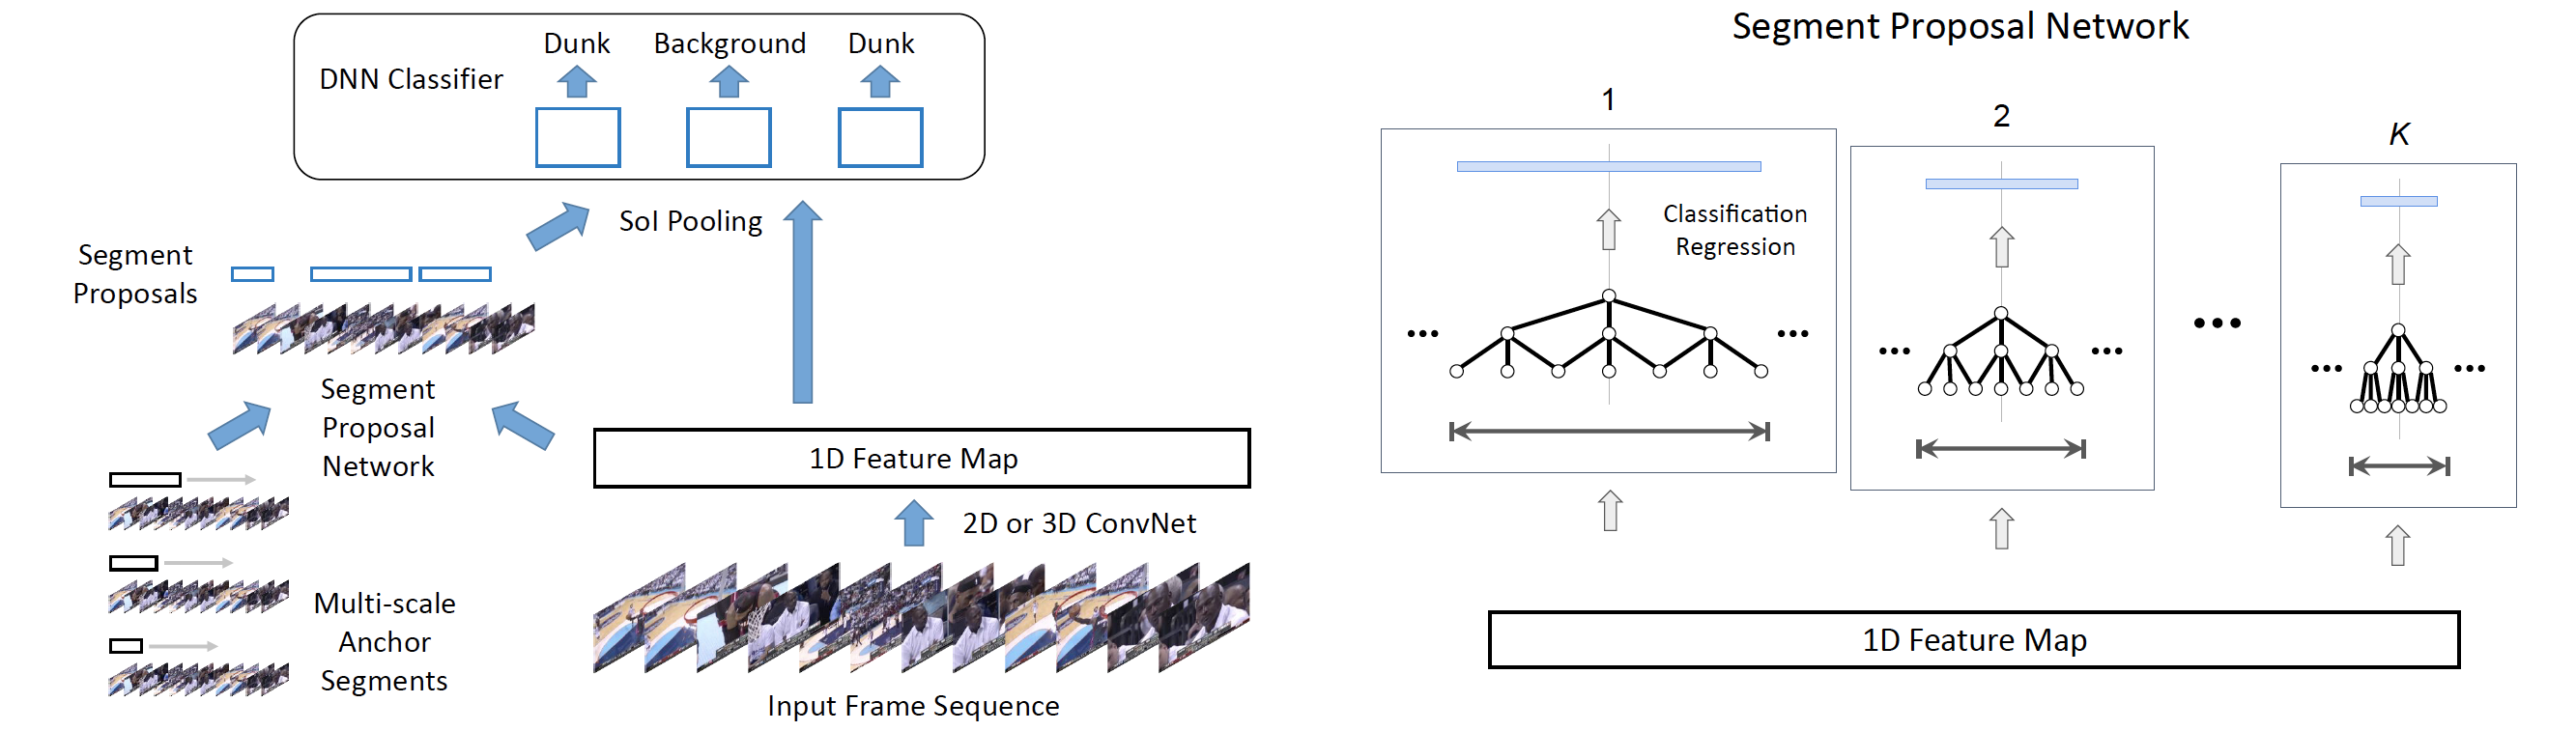 Dunk Background Dunk
DNN Classifier
SoI Pooling
Segment
Proposals
Segment
Proposal
Network
1D Feature Map
2D or 3D ConvNet
Multi-scale
Anchor
Segments
Input Frame Sequence
Segment Proposal Network
1
2
K
Classification
Regression
•••
•••
•••
•••
•••
•••
•••
1D Feature Map